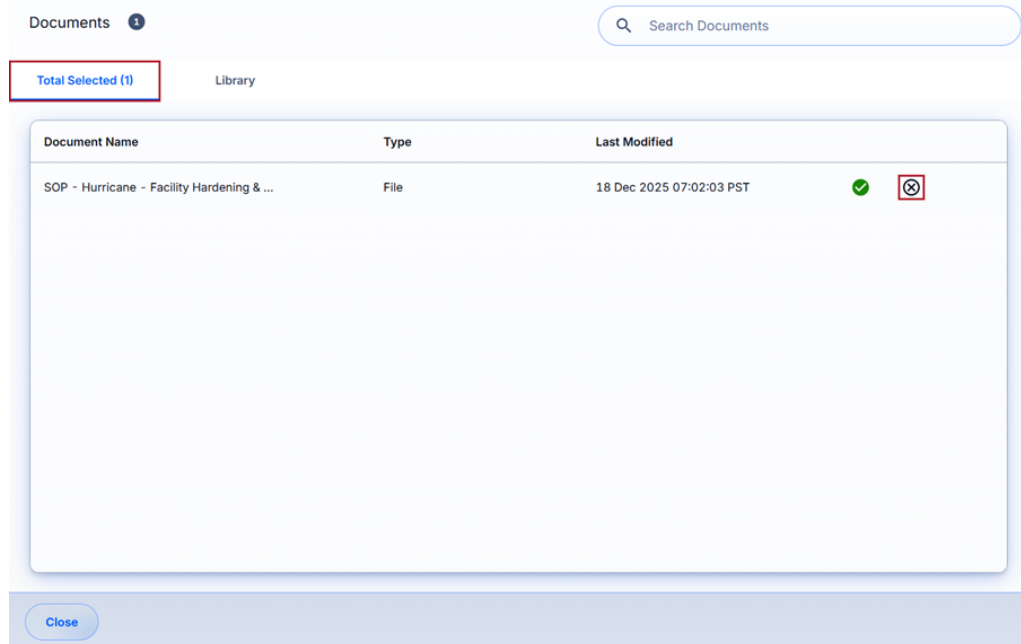 Documents 1
Search Documents
Total Selected (1) Library
Document Name Type Last Modified
SOP - Hurricane - Facility Hardening & ... File 18 Dec 2025 07:02:03 PST
Close